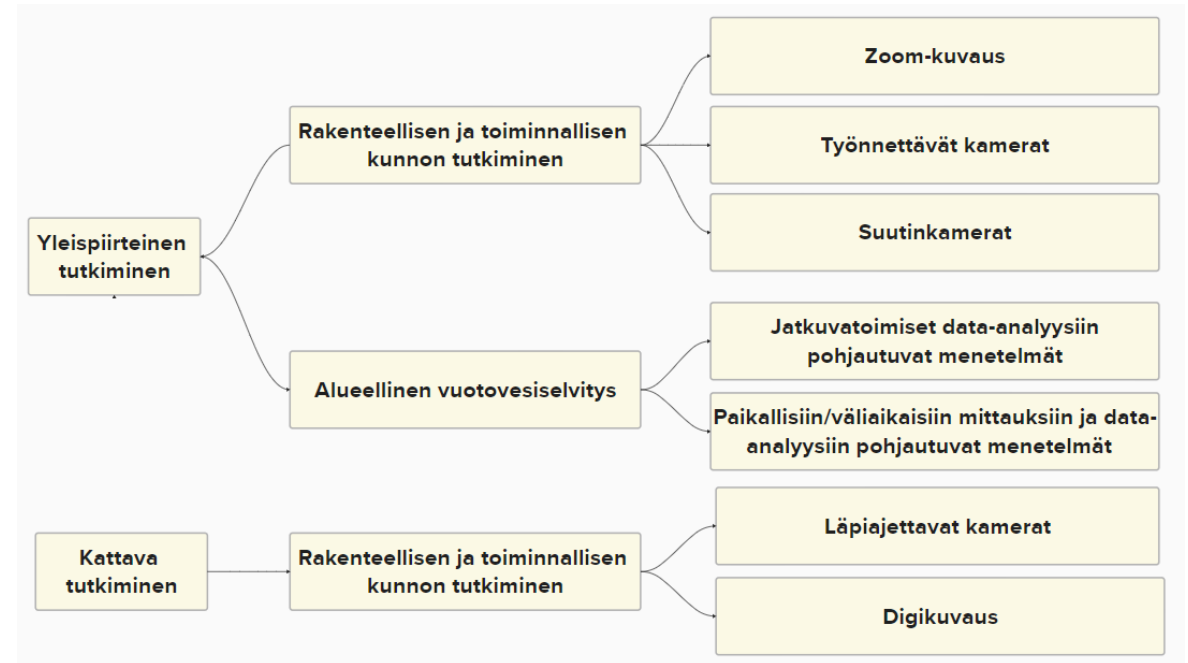 Yleispiirteinen
tutkiminen
Rakenteellisen ja toiminnallisen
kunnon tutkiminen
Zoom-kuvaus
Työnnettävät kamerat
Suutinkamerat
Alueellinen vuotovesiselvitys
Jatkuvatoimiset data-analyysiin
pohjautuvat menetelmät
Paikallisiin/väliaikaisiin mittauksiin ja data-
analyysiin pohjautuvat menetelmät
Kattava
tutkiminen
Rakenteellisen ja toiminnallisen
kunnon tutkiminen
Läpiajettavat kamerat
Digikuvaus